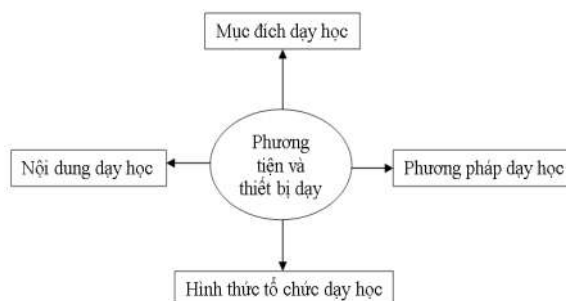 Mục đích dạy học
Phương
tiện và
thiết bị dạy
Nội dung dạy học
Phương pháp dạy học
Hình thức tổ chức dạy học